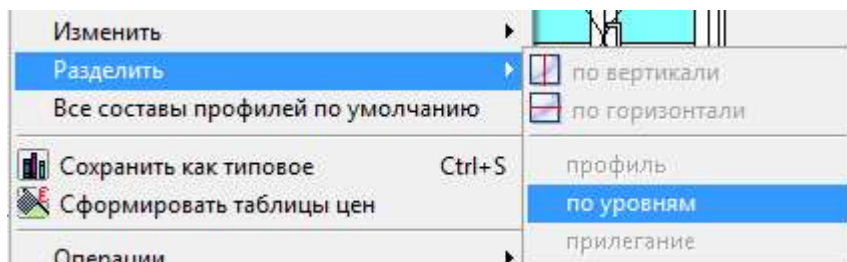 Изменить
Разделить
Все составы профилей по умолчанию
Сохранить как типовое Ctrl+S
Сформировать таблицы цен
Операции
по вертикали
по горизонтали
профиль
по уровням
прилегание